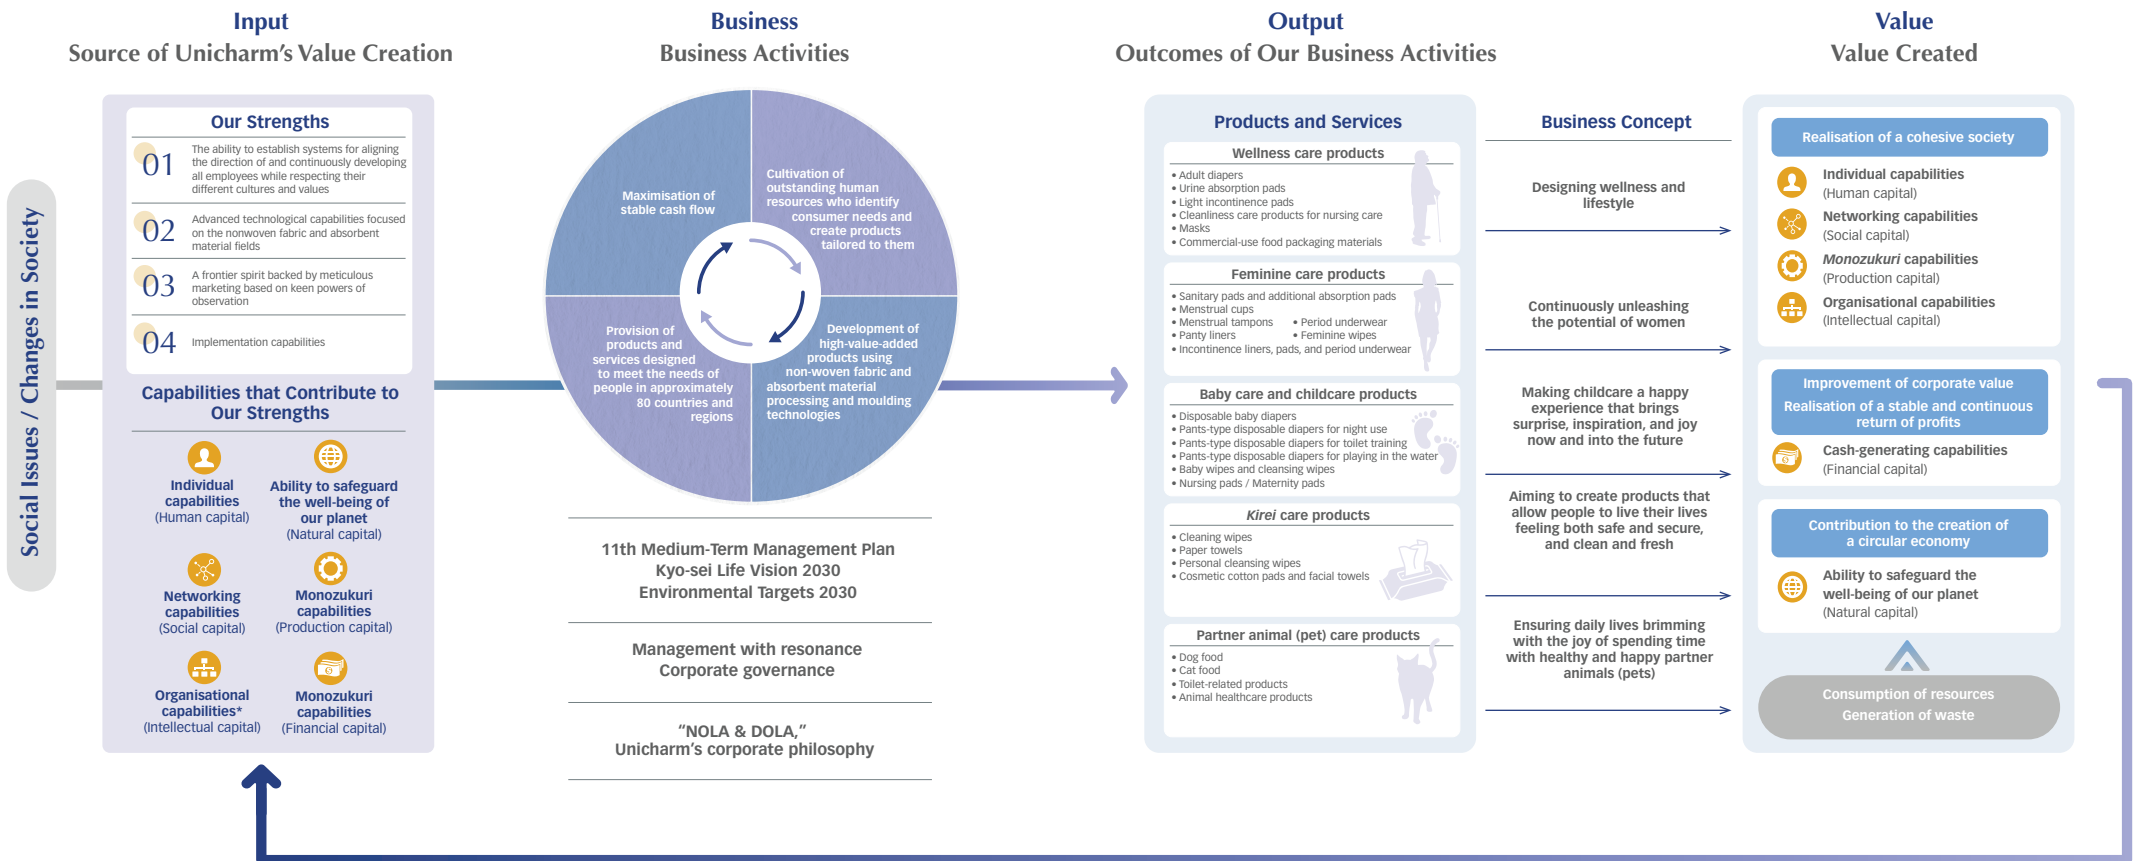 Input
Source of Unicharm's Value Creation
Business
Business Activities
Output
Outcomes of Our Business Activities
Value
Value Created
Social Issues / Changes in Society
Our Strengths
01
The ability to establish systems for aligning
the direction of and continuously developing
all employees while respecting their
different cultures and values
02
Advanced technological capabilities focused
on the nonwoven fabric and absorbent
material fields
03
A frontier spirit backed by meticulous
marketing based on keen powers of
observation
04
Implementation capabilities
Capabilities that Contribute to
Our Strengths
Individual
capabilities
(Human capital)
Ability to safeguard
the well-being of
our planet
(Natural capital)
Networking
capabilities
(Social capital)
Monozukuri
capabilities
(Production capital)
Organisational
capabilities*
(Intellectual capital)
Monozukuri
capabilities
(Financial capital)
Maximisation of
stable cash flow
Cultivation of
outstanding human
resources who identify
consumer needs and
create products
tailored to them
Provision of
products and
services designed
to meet the needs of
people in approximately
80 countries and
regions
Development of
high-value-added
products using
non-woven fabric and
absorbent material
processing and moulding
technologies
11th Medium-Term Management Plan
Kyo-sei Life Vision 2030
Environmental Targets 2030
Management with resonance
Corporate governance
“NOLA & DOLA,”
Unicharm's corporate philosophy
Products and Services
Wellness care products
• Adult diapers
• Urine absorption pads
• Light incontinence pads
• Cleanliness care products for nursing care
• Masks
• Commercial-use food packaging materials
Feminine care products
• Sanitary pads and additional absorption pads
• Menstrual cups
• Menstrual tampons • Period underwear
• Panty liners • Feminine wipes
• Incontinence liners, pads, and period underwear
Baby care and childcare products
• Disposable baby diapers
• Pants-type disposable diapers for night use
• Pants-type disposable diapers for toilet training
• Pants-type disposable diapers for playing in the water
• Baby wipes and cleansing wipes
• Nursing pads / Maternity pads
Kirei care products
• Cleaning wipes
• Paper towels
• Personal cleansing wipes
• Cosmetic cotton pads and facial towels
Partner animal (pet) care products
• Dog food
• Cat food
• Toilet-related products
• Animal healthcare products
Business Concept
Designing wellness and
lifestyle
Continuously unleashing
the potential of women
Making childcare a happy
experience that brings
surprise, inspiration, and joy
now and into the future
Aiming to create products that
allow people to live their lives
feeling both safe and secure,
and clean and fresh
Ensuring daily lives brimming
with the joy of spending time
with healthy and happy partner
animals (pets)
Realisation of a cohesive society
Individual capabilities
(Human capital)
Networking capabilities
(Social capital)
Monozukuri capabilities
(Production capital)
Organisational capabilities
(Intellectual capital)
Improvement of corporate value
Realisation of a stable and continuous
return of profits
Cash-generating capabilities
(Financial capital)
Contribution to the creation of
a circular economy
Ability to safeguard the
well-being of our planet
(Natural capital)
Consumption of resources
Generation of waste